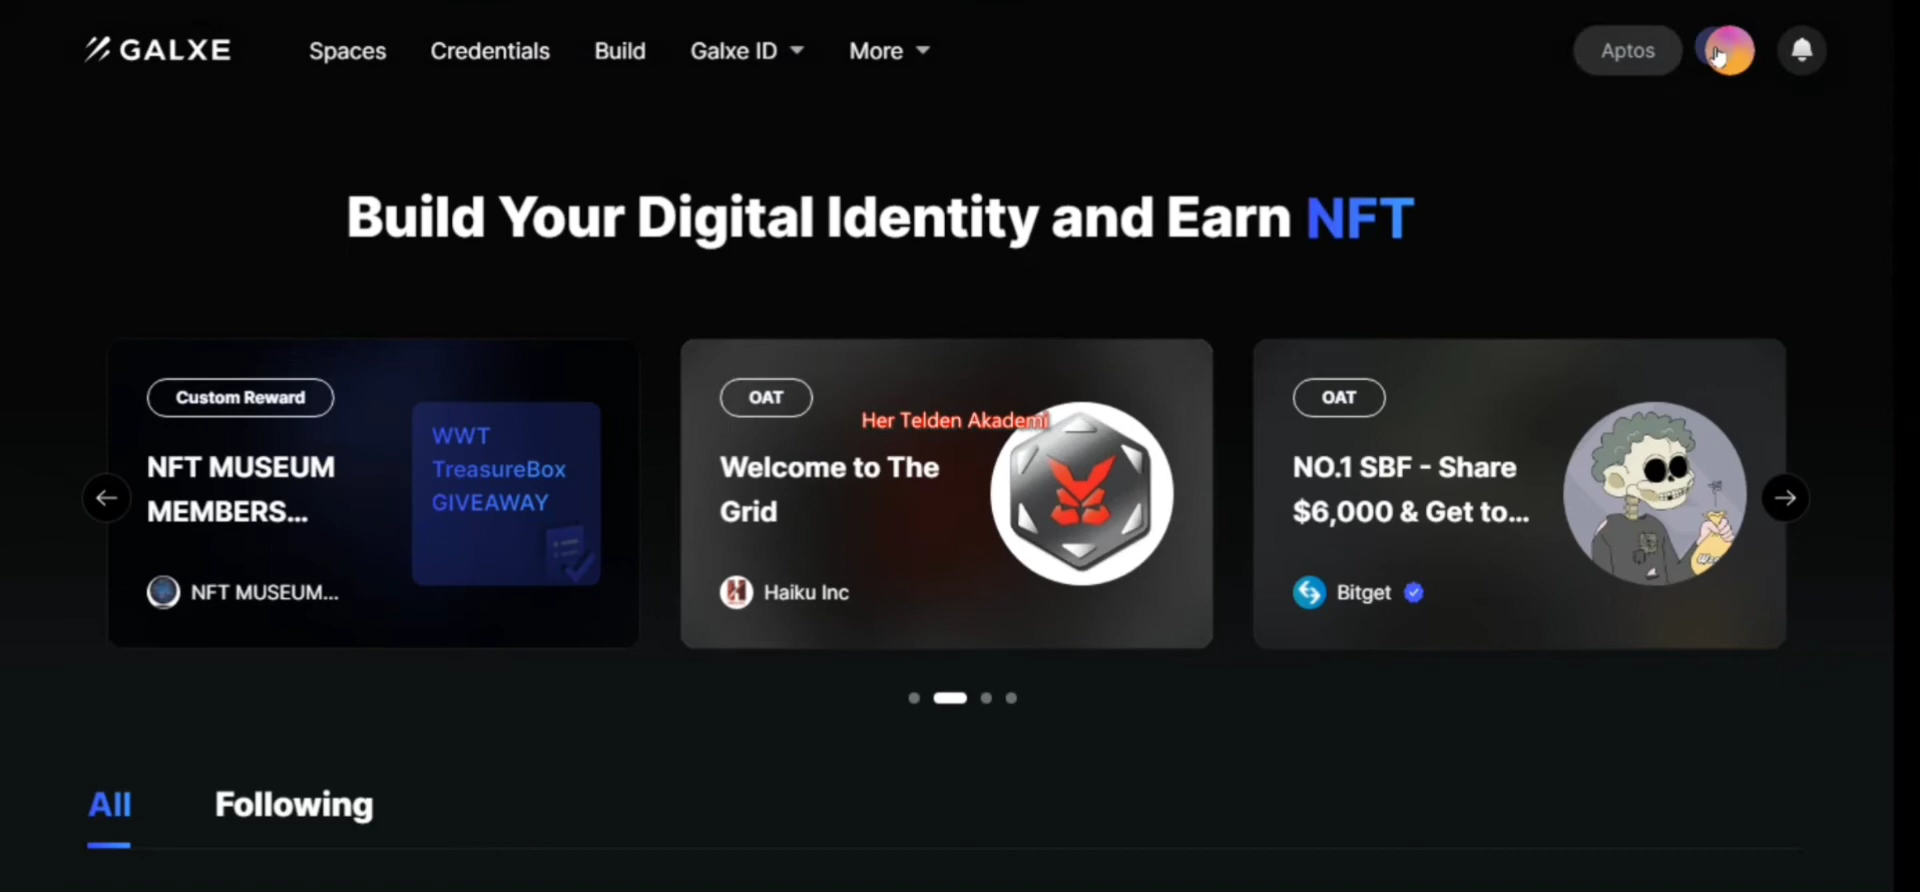 GALXE
Spaces
Credentials
Build
Galxe ID
More
Aptos
Build Your Digital Identity and Earn NFT
Custom Reward
NFT MUSEUM
MEMBERS...
WWT
TreasureBox
GIVEAWAY
NFT MUSEUM...
OAT
Her Telden Akademi
Welcome to The
Grid
Haiku Inc
OAT
NO.1 SBF - Share
$6,000 & Get to...
Bitget
All
Following